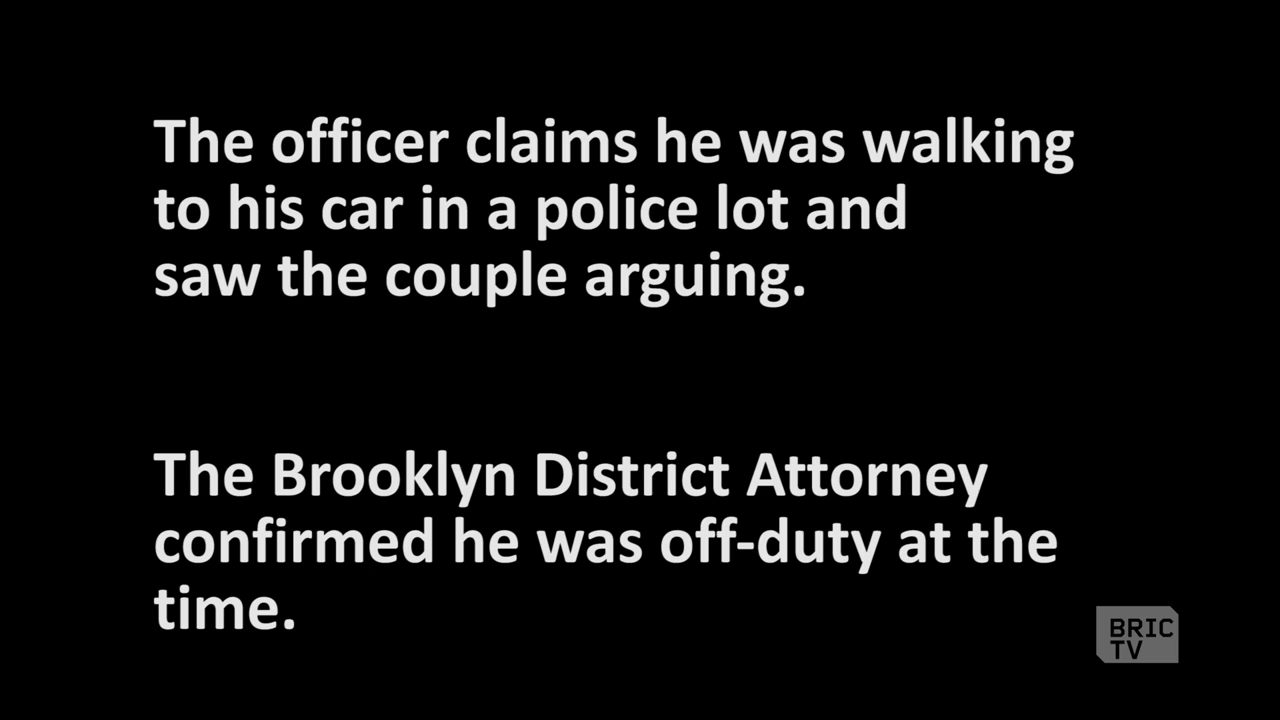 The officer claims he was walking
to his car in a police lot and
saw the couple arguing.
The Brooklyn District Attorney
confirmed he was off-duty at the
time.
BRIC
TV